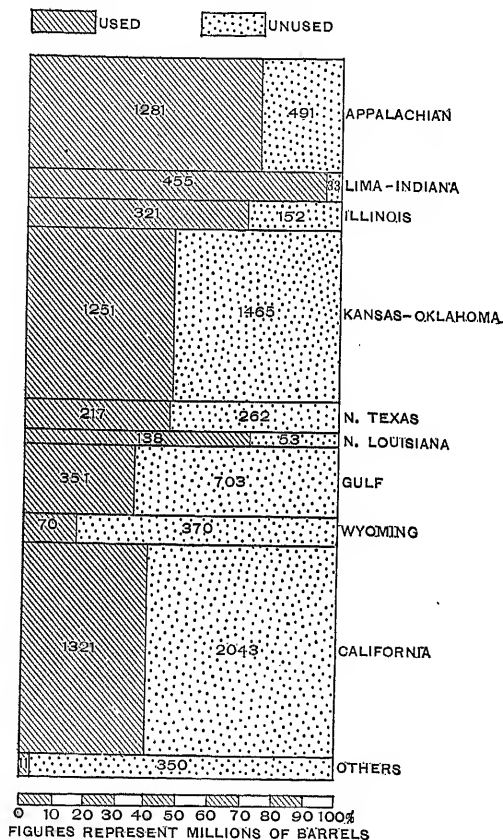 USED UNUSED
1281 491 APPALACHIAN
455 33 LIMA-INDIANA
321 152 ILLINOIS
1251 1465 KANSAS-OKLAHOMA.
217 262 N. TEXAS
138 53 N. LOUISIANA
351 703 GULF
70 370 WYOMING
1321 2043 CALIFORNIA
11 350 OTHERS
0 10 20 30 40 50 60 70 80 90 100%
FIGURES REPRESENT MILLIONS OF BARRELS